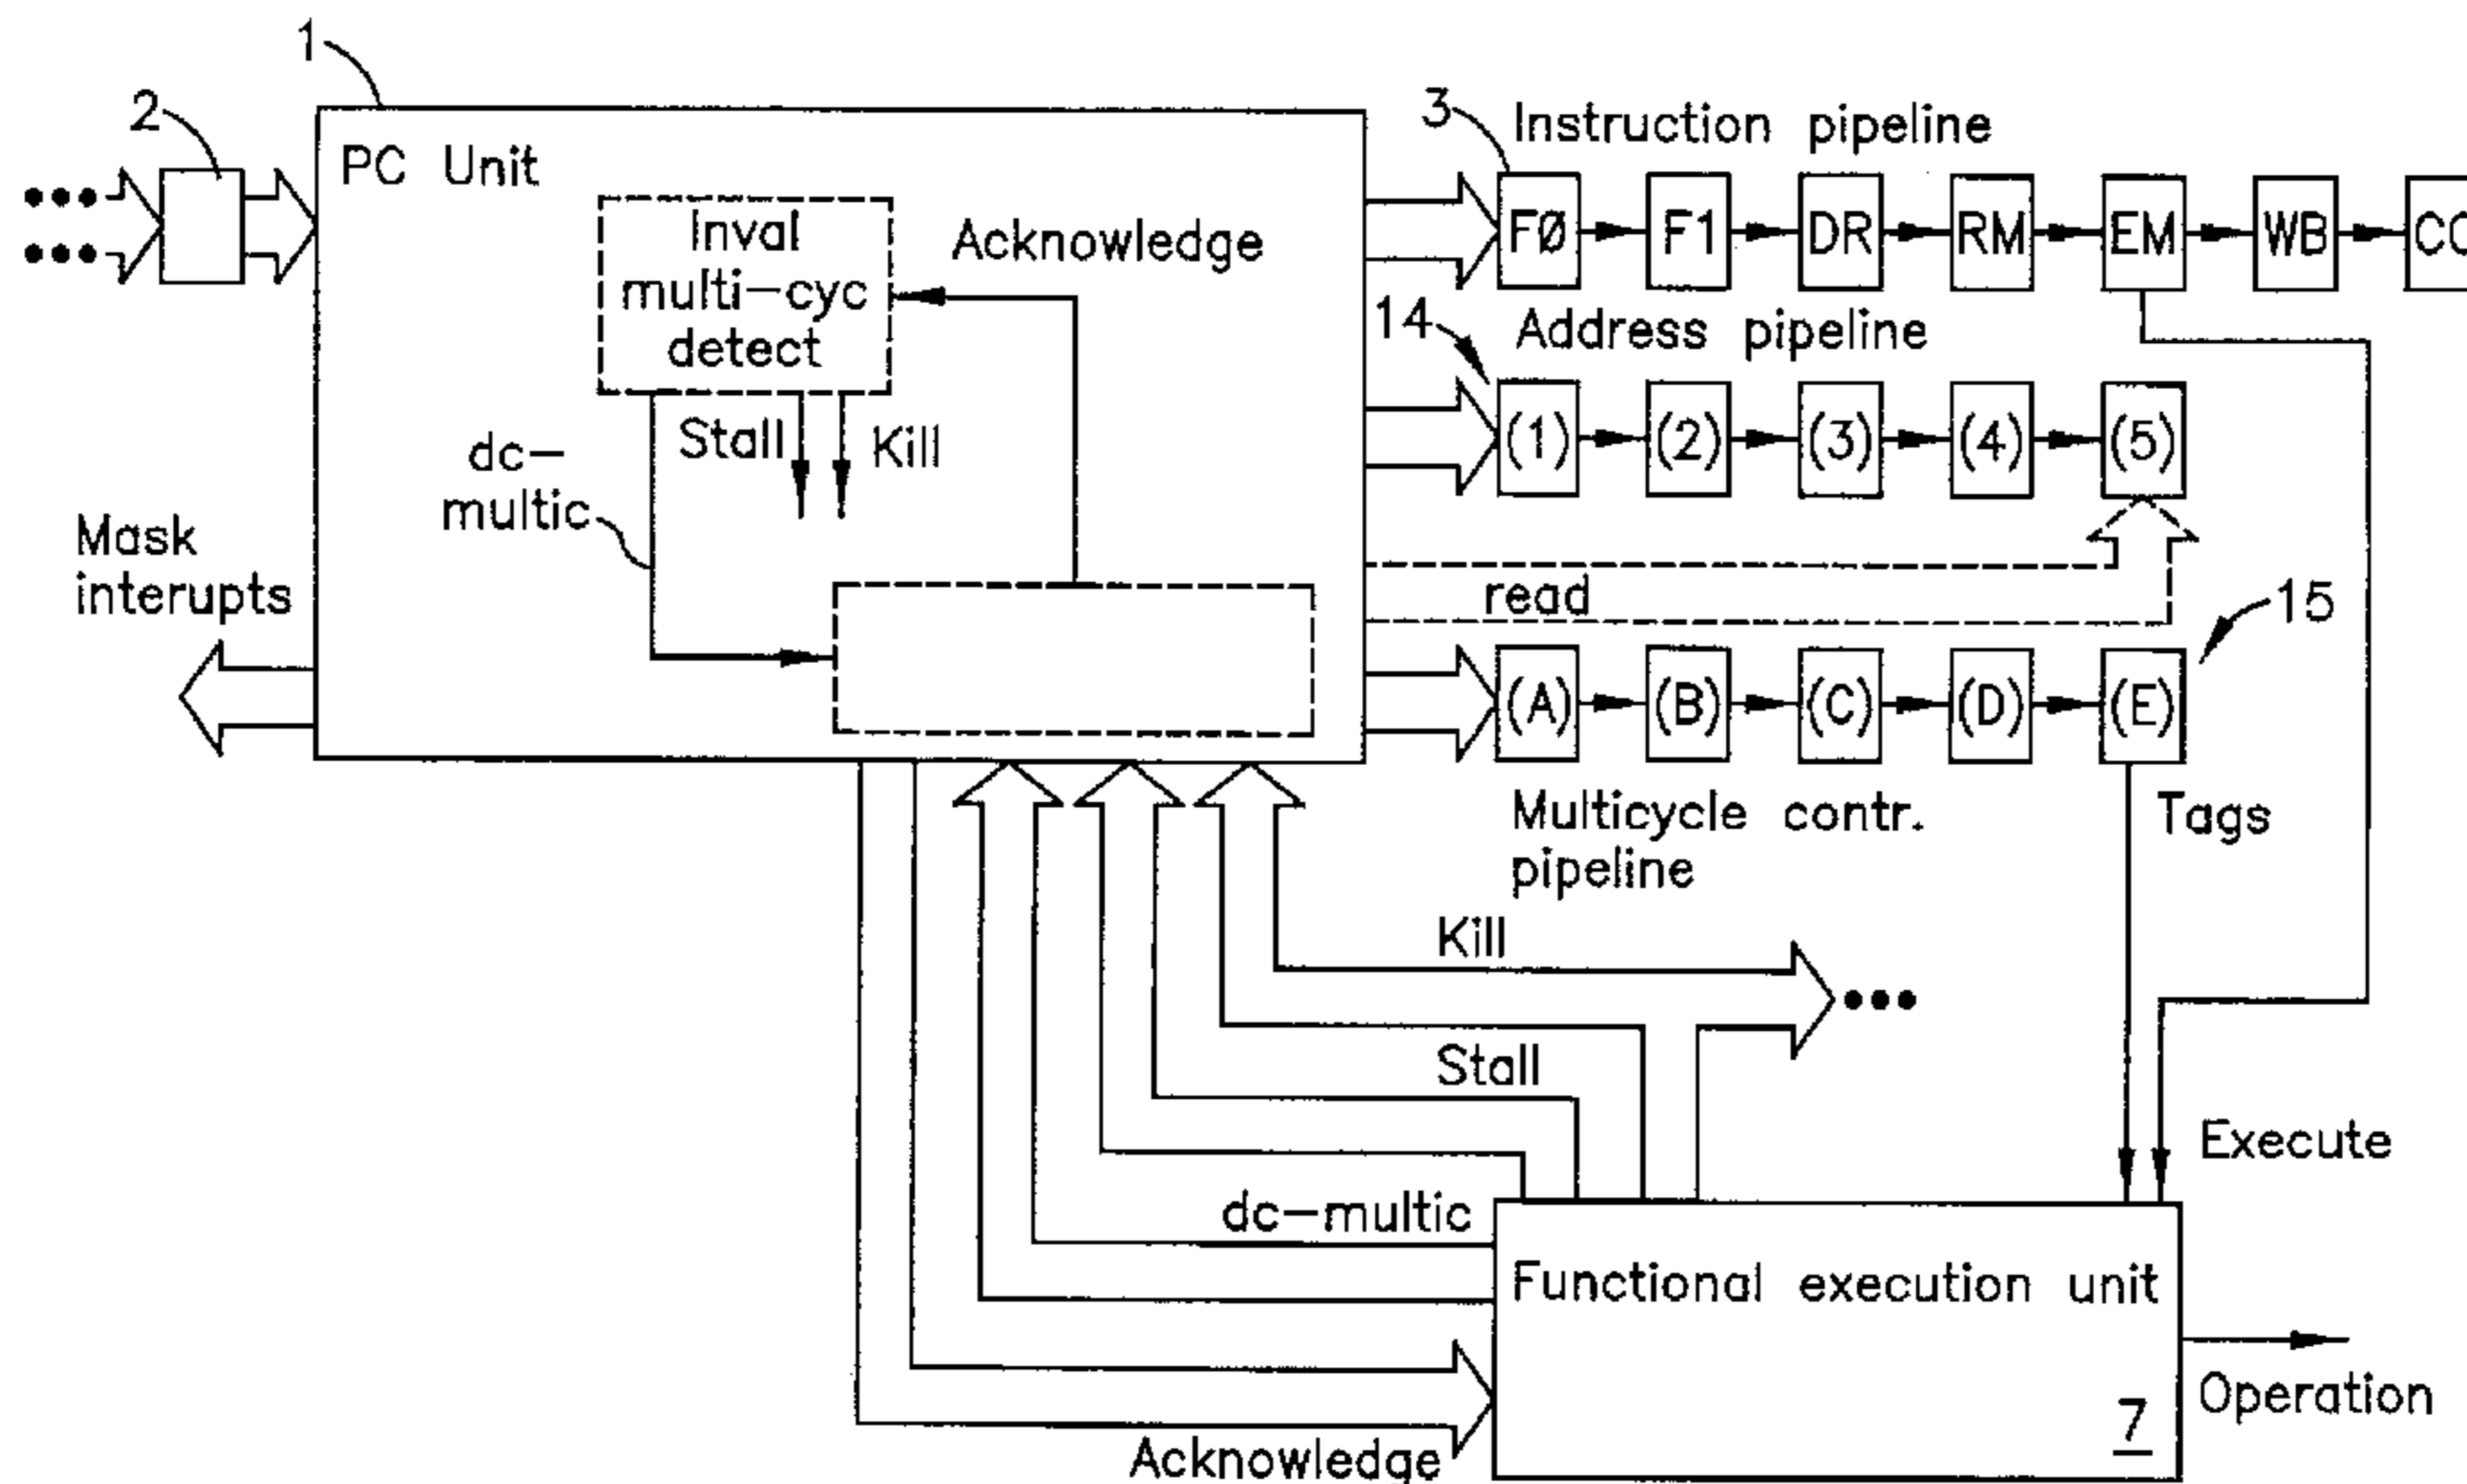 1
2
PC Unit
Inval
multi-cyc
detect
Acknowledge
Stall
Kill
dc-
multic
Mask
interupts
3
Instruction pipeline
FØ
F1
DR
RM
EM
WB
14
Address pipeline
(1)
(2)
(3)
(4)
(5)
read
15
(A)
(B)
(C)
(D)
(E)
Multicycle contr.
pipeline
Tags
Kill
Stall
Execute
dc-multic
Functional execution unit
7
Operation
Acknowledge